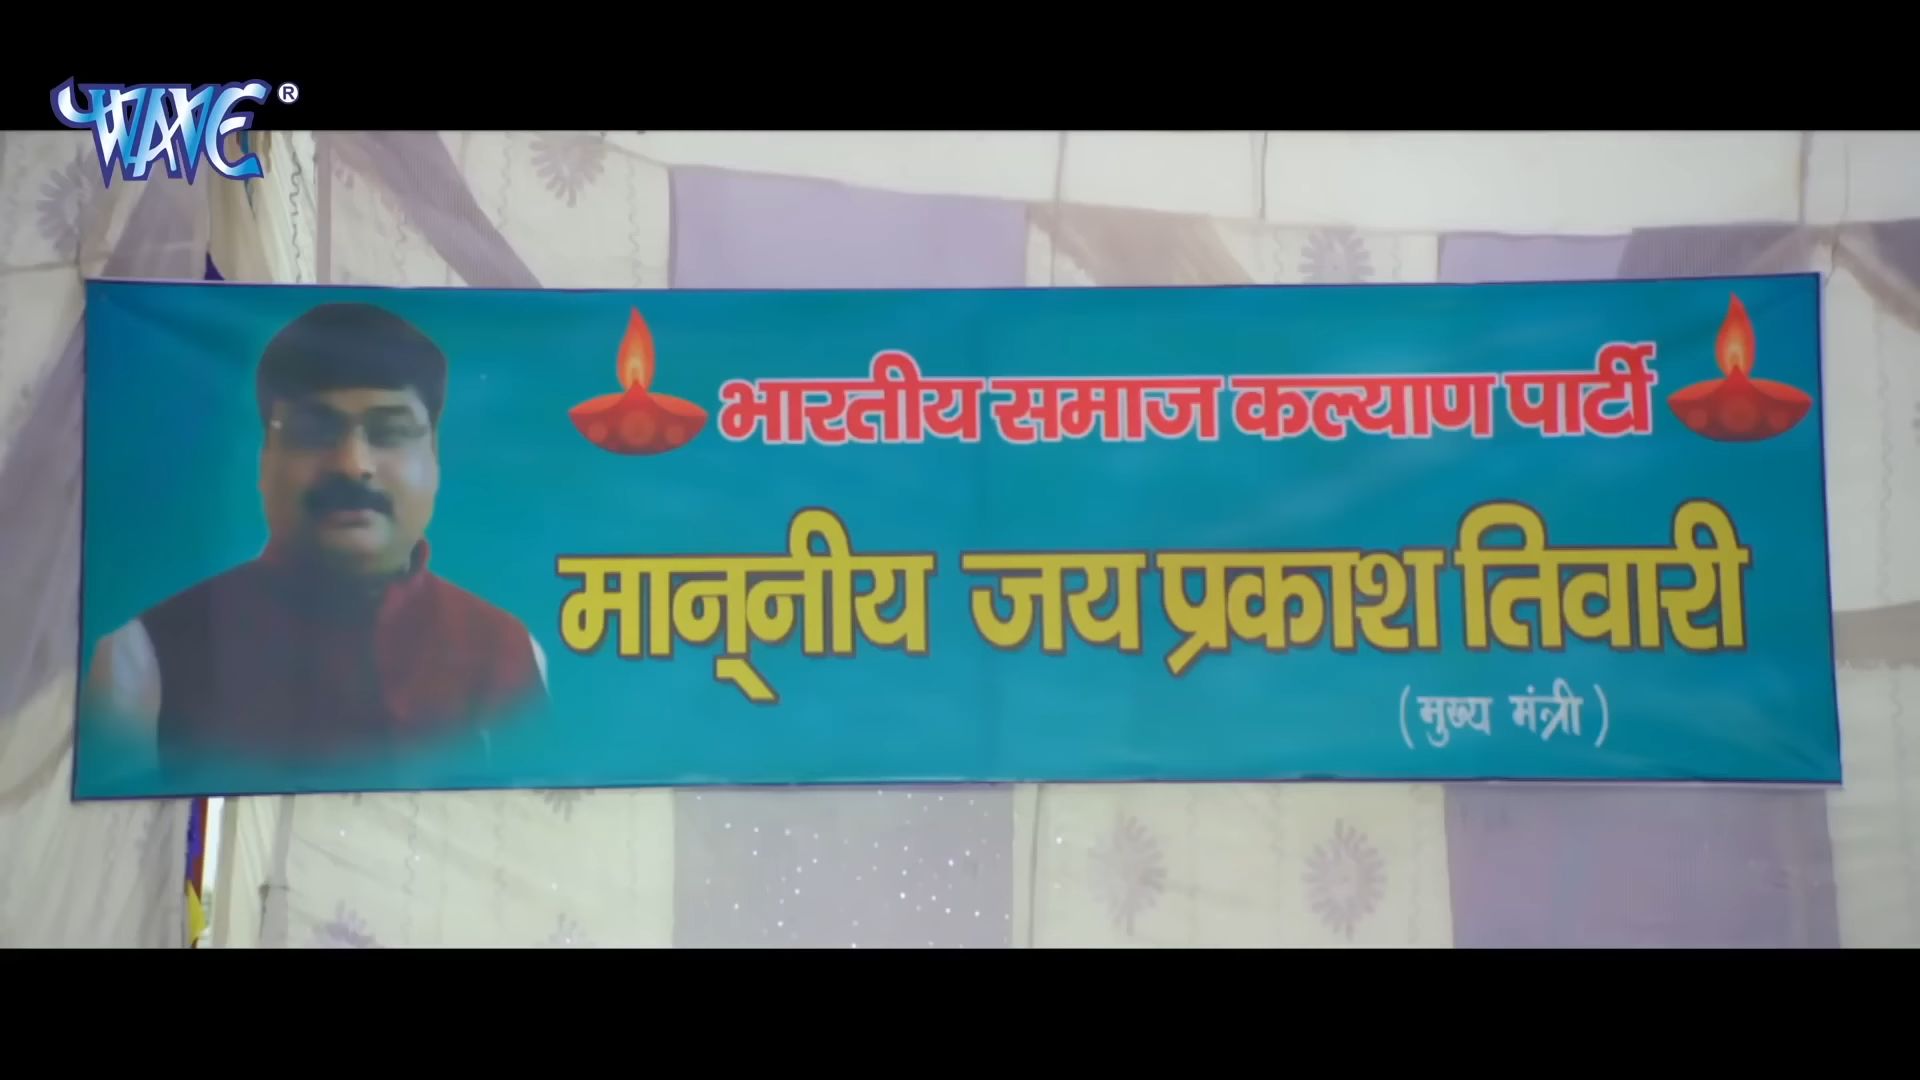 WAVE®
भारतीय समाज कल्याण पार्टी
मान्‌नीय जय प्रकाश तिवारी
(मुख्य मंत्री)